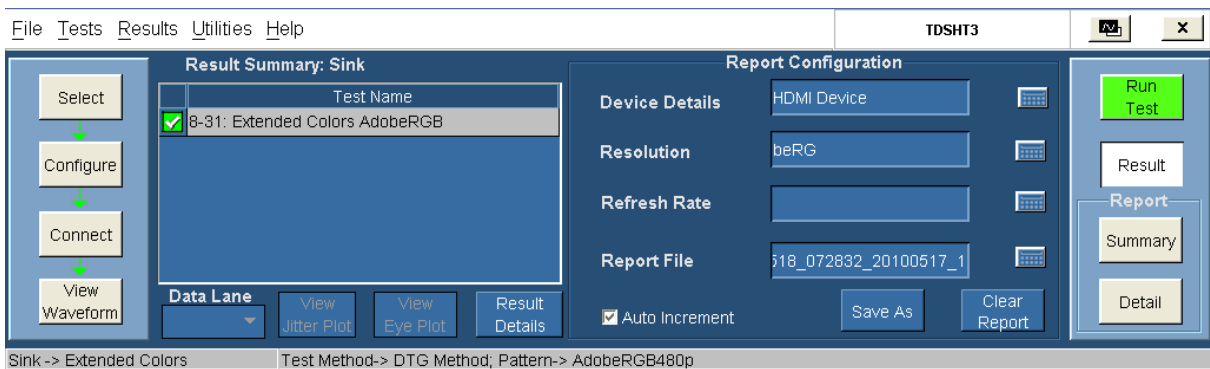 File Tests Results Utilities Help
TDSHT3
x
Select
Configure
Connect
View
Waveform
Result Summary: Sink
Test Name
8-31: Extended Colors AdobeRGB
Data Lane
View
Jitter Plot
View
Eye Plot
Result
Details
Report Configuration
Device Details
HDMI Device
Resolution
beRG
Refresh Rate
Report File
518_072832_20100517_1
Auto Increment
Save As
Clear
Report
Run
Test
Result
Report
Summary
Detail
Sink -> Extended Colors
Test Method-> DTG Method; Pattern-> AdobeRGB480p